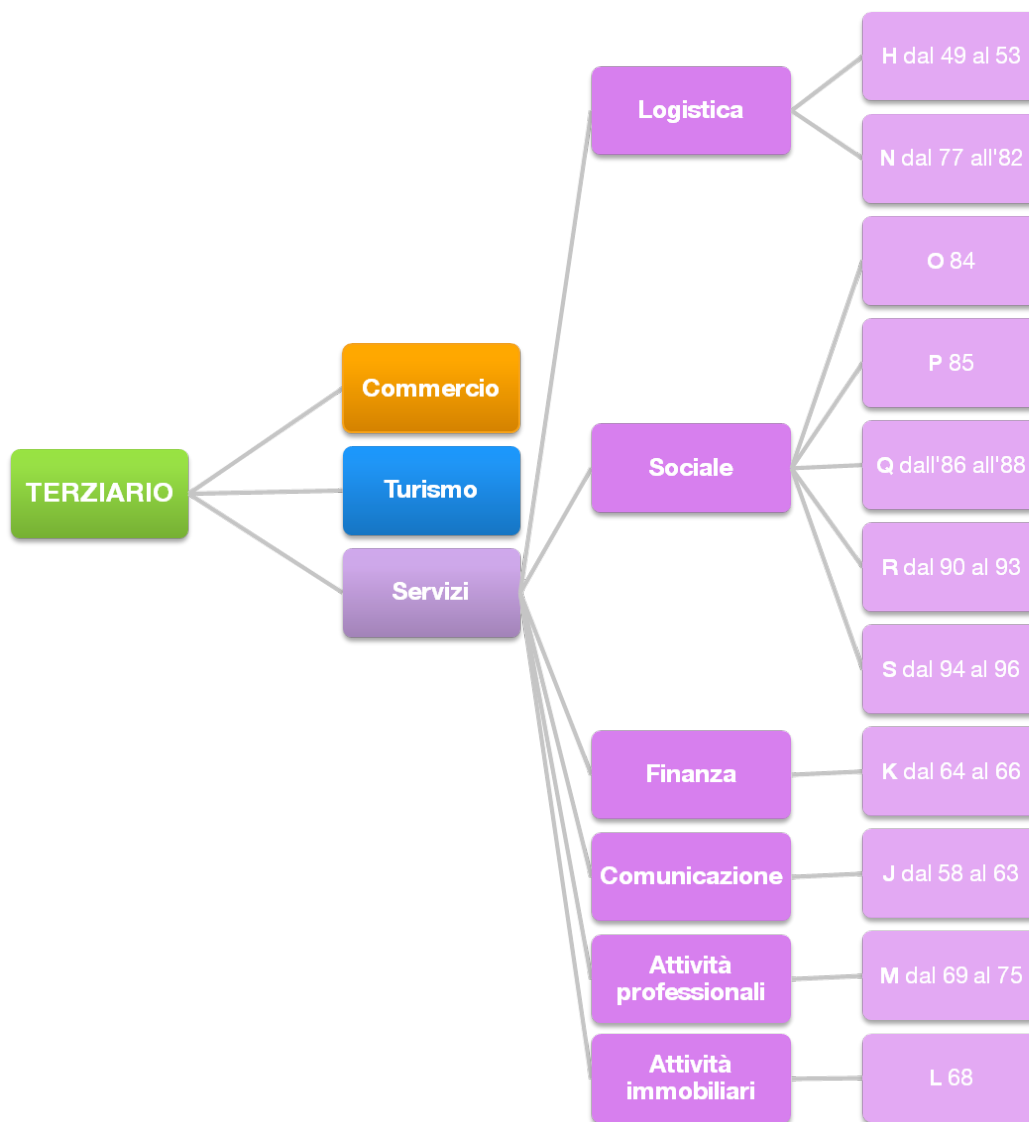 TERZIARIO
Commercio
Turismo
Servizi
Logistica
H dal 49 al 53
N dal 77 all'82
Sociale
O 84
P 85
Q dall'86 all'88
R dal 90 al 93
S dal 94 al 96
Finanza
K dal 64 al 66
Comunicazione
J dal 58 al 63
Attività
professionali
M dal 69 al 75
Attività
immobiliari
L 68